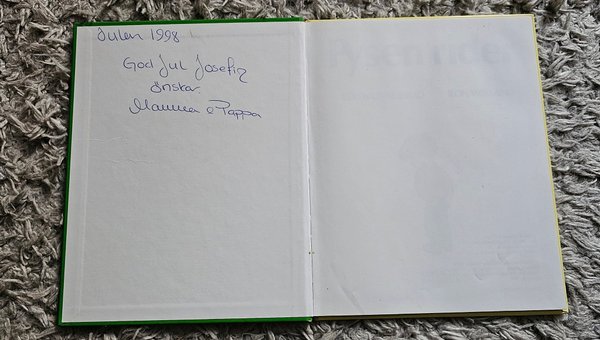 Julen 1998
God Jul Josefin
önskar
Mamma o Pappa